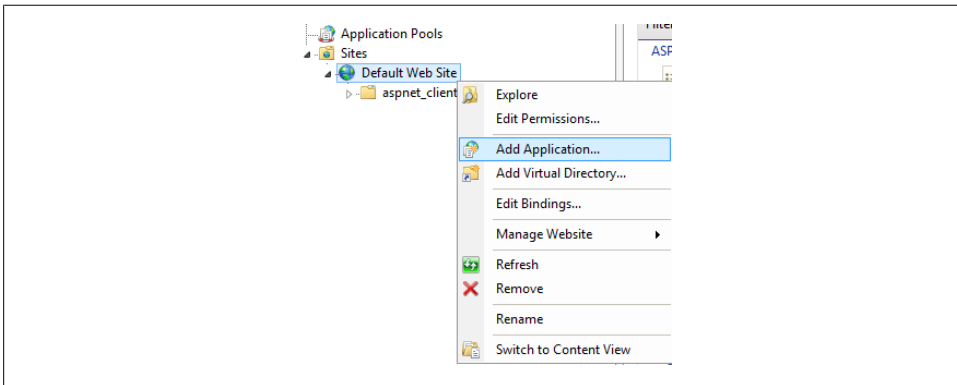 Application Pools
Sites
Default Web Site
aspnet_client
Explore
Edit Permissions...
Add Application...
Add Virtual Directory...
Edit Bindings...
Manage Website
Refresh
Remove
Rename
Switch to Content View
ASP